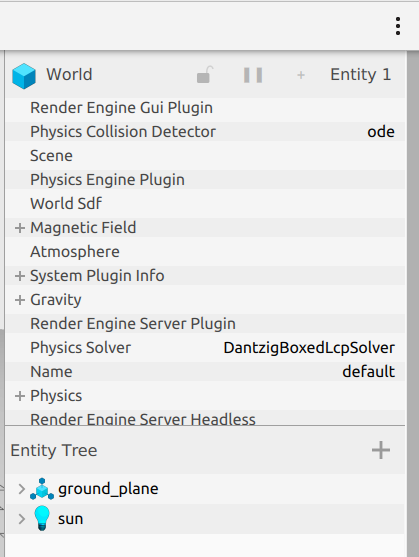 World Entity 1
Render Engine Gui Plugin
Physics Collision Detector ode
Scene
Physics Engine Plugin
World Sdf
Magnetic Field
Atmosphere
System Plugin Info
Gravity
Render Engine Server Plugin
Physics Solver DantzigBoxedLcpSolver
Name default
Physics
Render Engine Server Headless
Entity Tree
ground_plane
sun